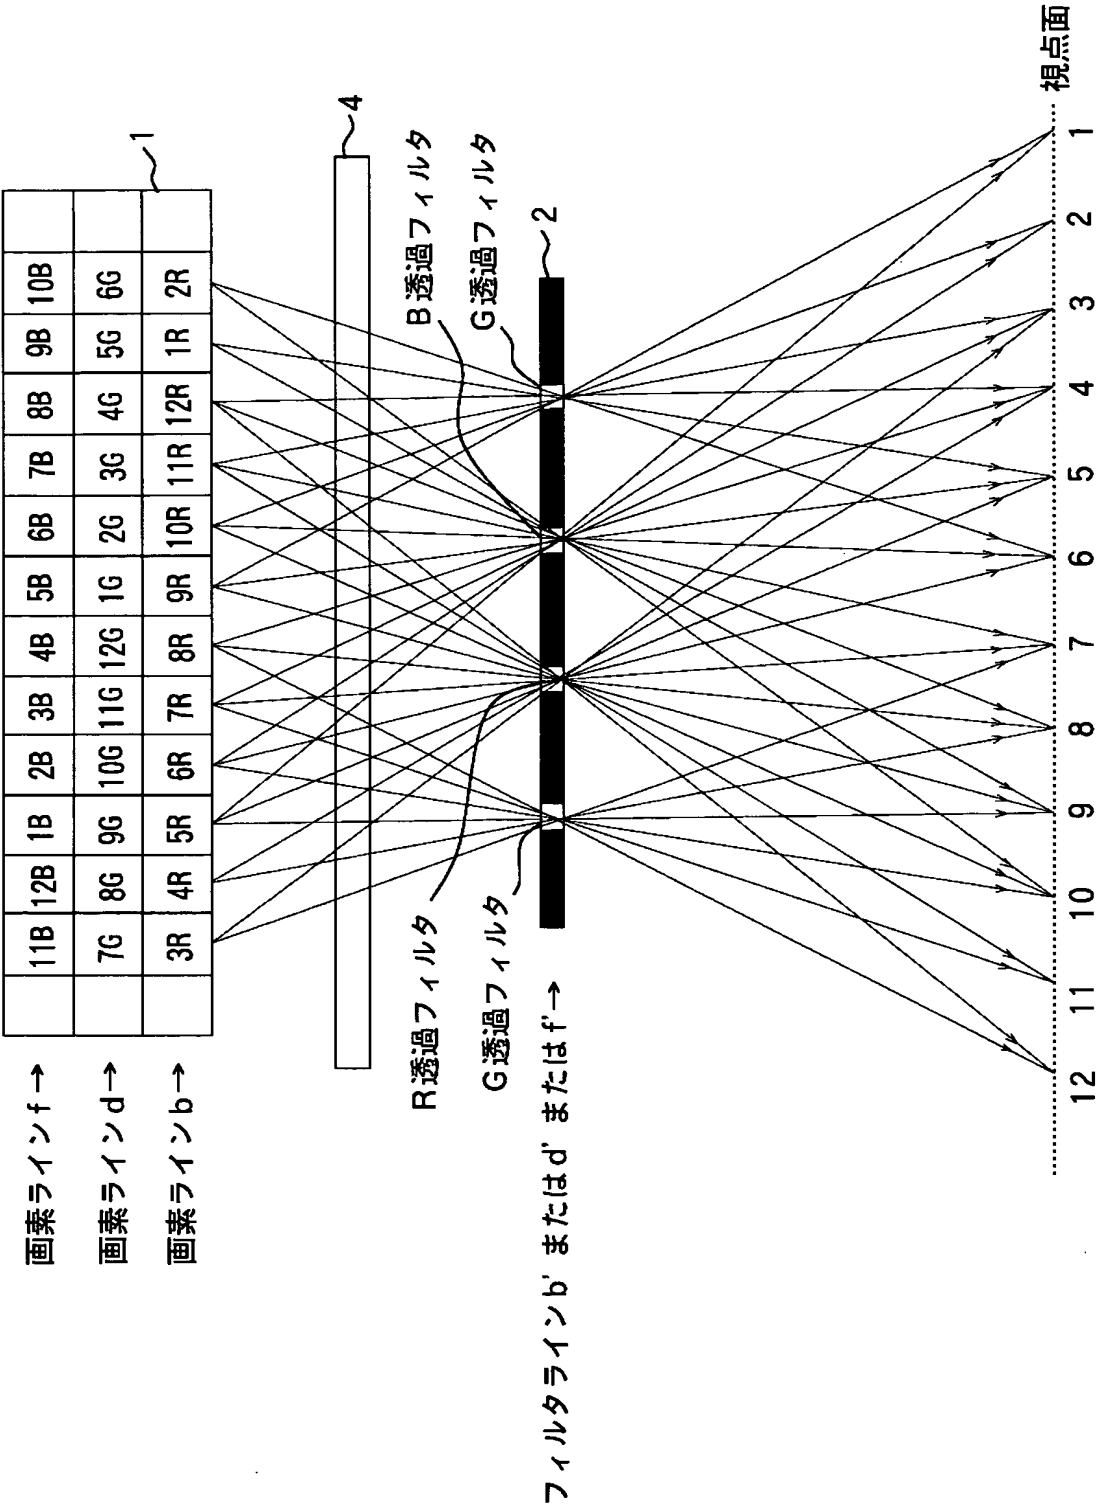 画素ラインf→ 11B 12B 1B 2B 3B 4B 5B 6B 7B 8B 9B 10B
画素ラインd→ 7G 8G 9G 10G 11G 12G 1G 2G 3G 4G 5G 6G
画素ラインb→ 3R 4R 5R 6R 7R 8R 9R 10R 11R 12R 1R 2R
1
4
R透過フィルタ
B透過フィルタ
G透過フィルタ
G透過フィルタ
フィルタラインb' またはd' またはf'→
2
視点面
12 11 10 9 8 7 6 5 4 3 2 1